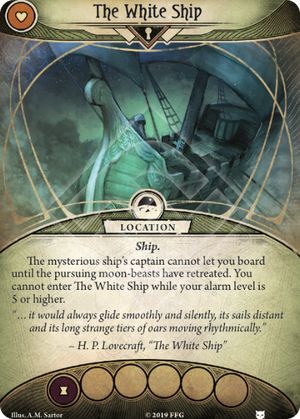 The White Ship
LOCATION
Ship.
The mysterious ship's captain cannot let you board
until the pursuing moon-beasts have retreated. You
cannot enter The White Ship while your alarm level is
5 or higher.
"… it would always glide smoothly and silently, its sails distant
and its long strange tiers of oars moving rhythmically."
– H. P. Lovecraft, "The White Ship"
Illus. A.M. Sartor
© 2019 FFG